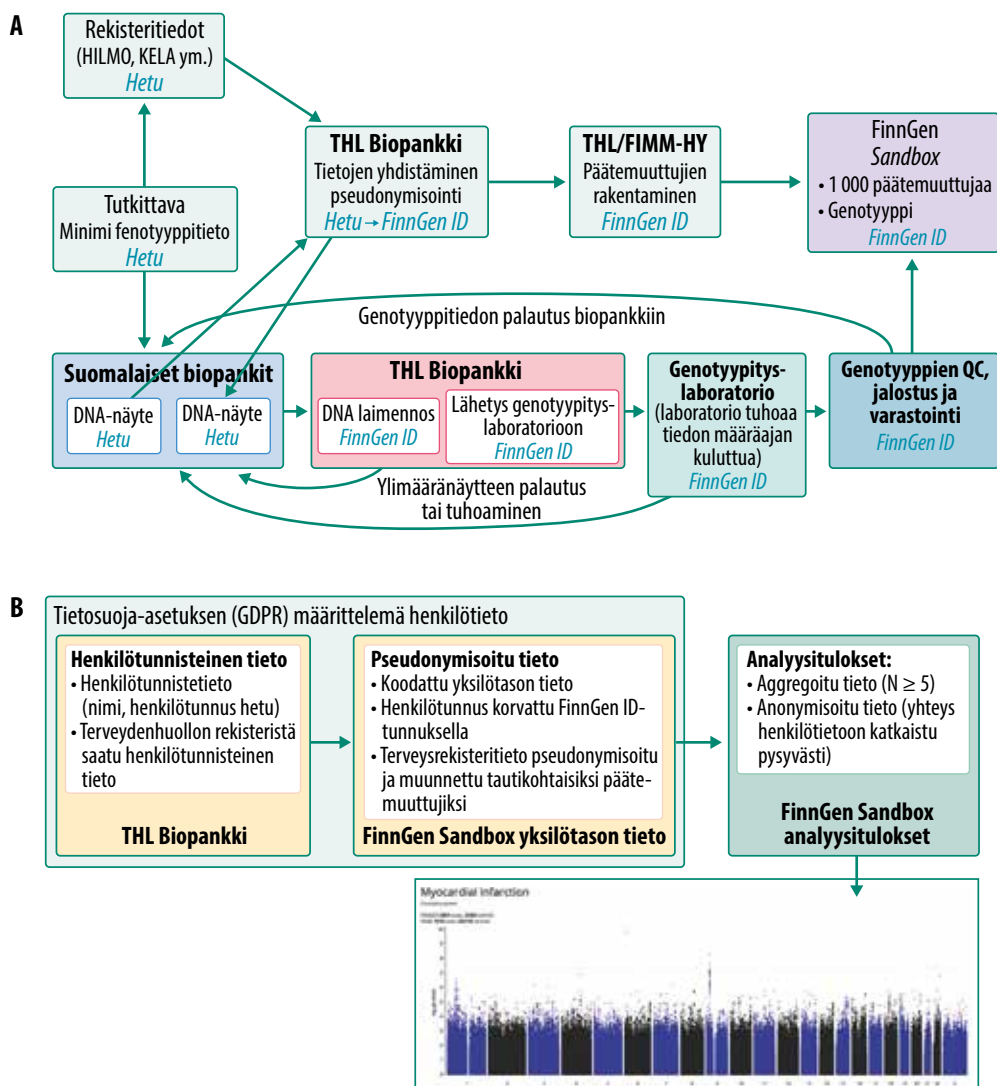 A
Rekisteritiedot
(HILMO, KELA ym.)
Hetu
Tutkittava
Minimi fenotyyppitieto
Hetu
THL Biopankki
Tietojen yhdistäminen
pseudonymisointi
Hetu → FinnGen ID
THL/FIMM-HY
Päätemuuttujien
rakentaminen
FinnGen ID
FinnGen
Sandbox
• 1 000 päätemuuttujaa
• Genotyyppi
FinnGen ID
Genotyyppitiedon palautus biopankkiin
Suomalaiset biopankit
DNA-näyte
Hetu
DNA-näyte
Hetu
THL Biopankki
DNA laimennos
FinnGen ID
Lähetys genotyypitys-
laboratorioon
FinnGen ID
Genotyypitys-
laboratorio
(laboratorio tuhoaa
tiedon määräajan
kuluttua)
FinnGen ID
Genotyyppien QC,
jalostus ja
varastointi
FinnGen ID
Ylimääränäytteen palautus
tai tuhoaminen
B
Tietosuoja-asetuksen (GDPR) määrittelemä henkilötieto
Henkilötunnisteinen tieto
• Henkilötunnistetieto
(nimi, henkilötunnus hetu)
• Terveydenhuollon rekisteristä
saatu henkilötunnisteinen
tieto
THL Biopankki
Pseudonymisoitu tieto
• Koodattu yksilötason tieto
• Henkilötunnus korvattu FinnGen ID-
tunnuksella
• Terveysrekisteritieto pseudonymisoitu
ja muunnettu tautikohtaisiksi pääte-
muuttujiksi
FinnGen Sandbox yksilötason tieto
Analyysitulokset:
• Aggregoitu tieto (N ≥ 5)
• Anonymisoitu tieto (yhteys
henkilötietoon katkaistu
pysyvästi)
FinnGen Sandbox
analyysitulokset
Myocardial infarction